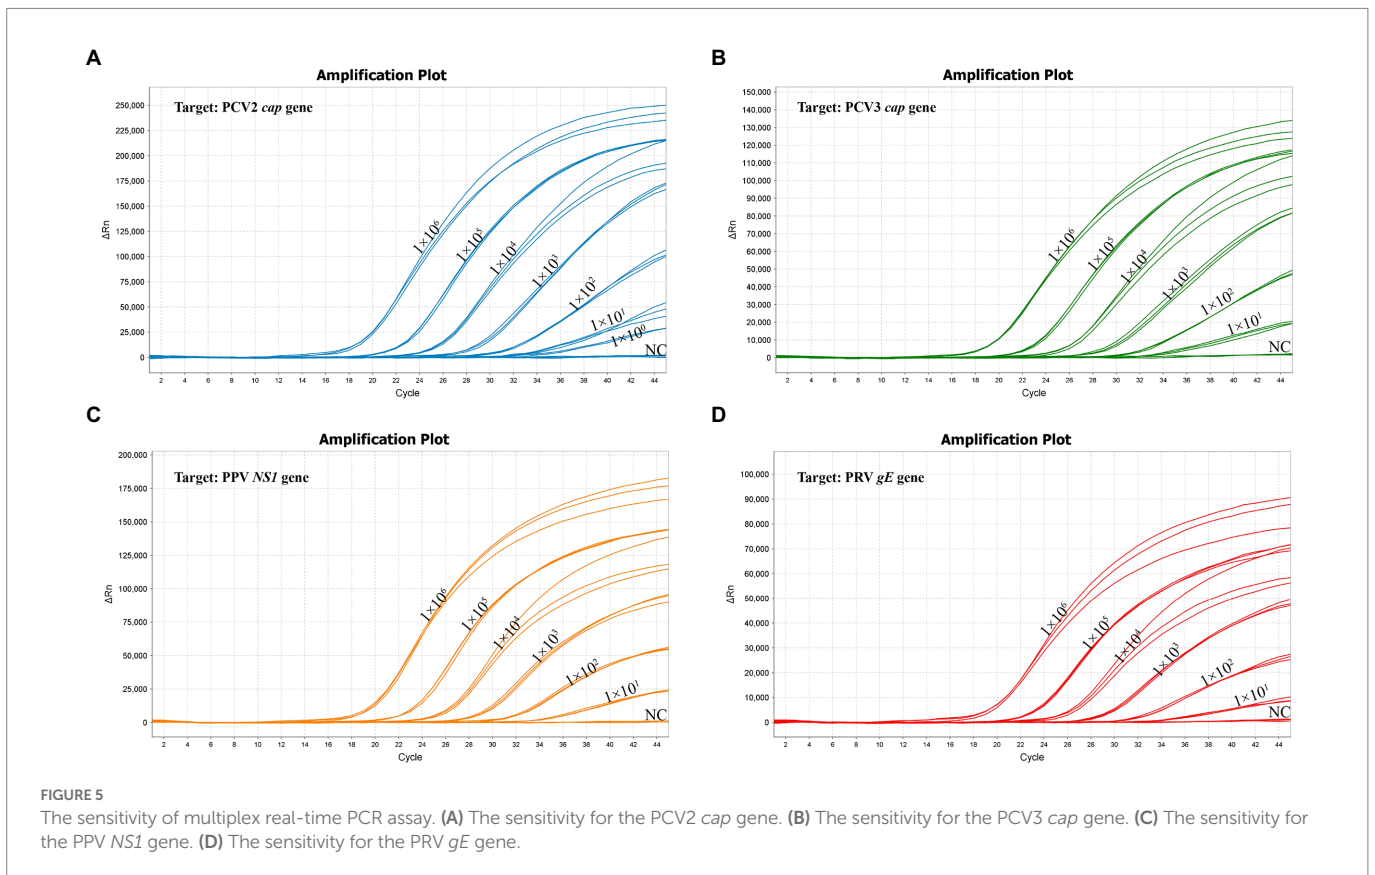 A
Amplification Plot
Target: PCV2 cap gene
250,000
225,000
200,000
175,000
150,000
125,000
100,000
75,000
50,000
25,000
0
ΔRn
1×10⁶
1×10⁵
1×10⁴
1×10³
1×10²
1×10¹
1×10⁰
NC
2 4 6 8 10 12 14 16 18 20 22 24 26 28 30 32 34 36 38 40 42 44
Cycle
B
Amplification Plot
Target: PCV3 cap gene
150,000
140,000
130,000
120,000
110,000
100,000
90,000
80,000
70,000
60,000
50,000
40,000
30,000
20,000
10,000
0
ΔRn
1×10⁶
1×10⁵
1×10⁴
1×10³
1×10²
1×10¹
NC
2 4 6 8 10 12 14 16 18 20 22 24 26 28 30 32 34 36 38 40 42 44
Cycle
C
Amplification Plot
Target: PPV NS1 gene
200,000
175,000
150,000
125,000
100,000
75,000
50,000
25,000
0
ΔRn
1×10⁶
1×10⁵
1×10⁴
1×10³
1×10²
1×10¹
NC
2 4 6 8 10 12 14 16 18 20 22 24 26 28 30 32 34 36 38 40 42 44
Cycle
D
Amplification Plot
Target: PRV gE gene
100,000
90,000
80,000
70,000
60,000
50,000
40,000
30,000
20,000
10,000
0
ΔRn
1×10⁶
1×10⁵
1×10⁴
1×10³
1×10²
1×10¹
NC
2 4 6 8 10 12 14 16 18 20 22 24 26 28 30 32 34 36 38 40 42 44
Cycle
FIGURE 5
The sensitivity of multiplex real-time PCR assay. (A) The sensitivity for the PCV2 cap gene. (B) The sensitivity for the PCV3 cap gene. (C) The sensitivity for
the PPV NS1 gene. (D) The sensitivity for the PRV gE gene.